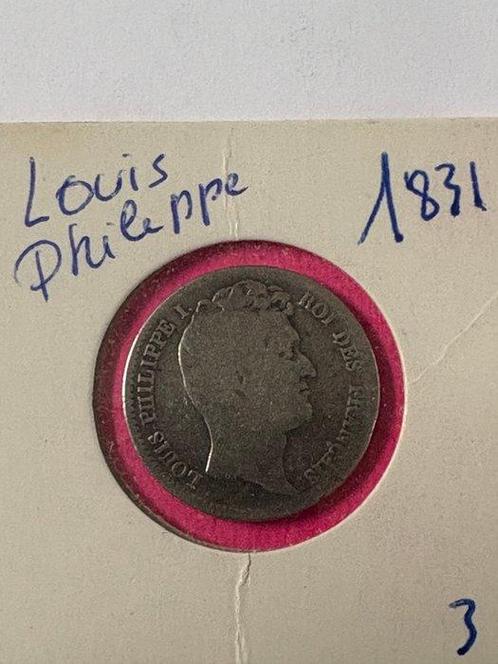 Louis
Philippe
1831
LOUIS PHILIPPE I. ROI DES FRANÇAIS
3